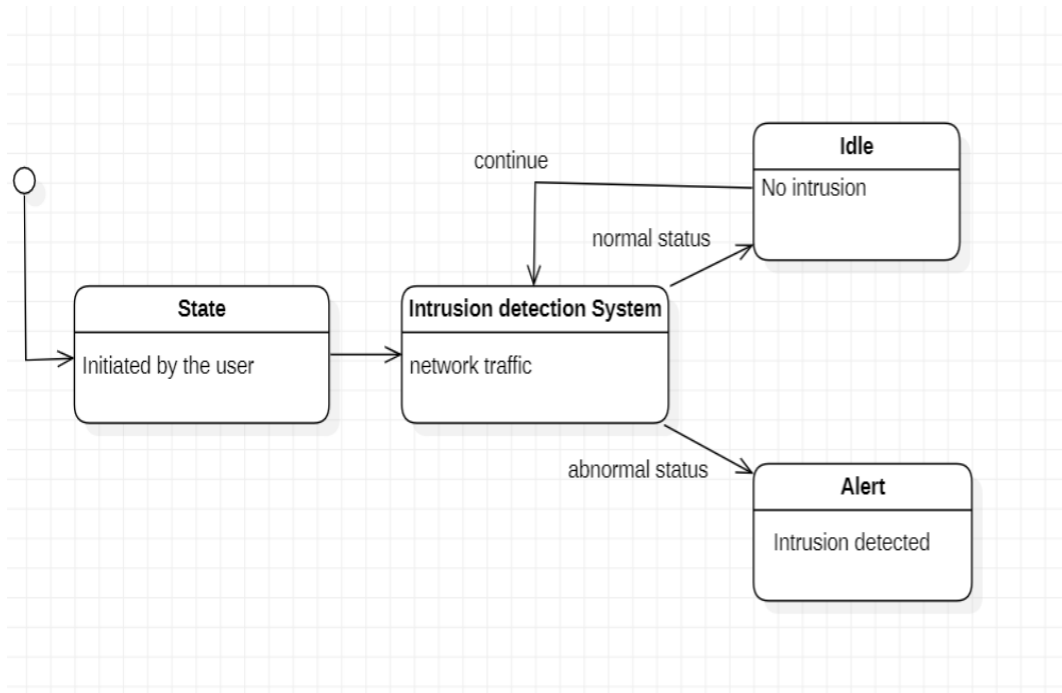 Idle
continue
No intrusion
normal status
State
Intrusion detection System
Initiated by the user
network traffic
abnormal status
Alert
Intrusion detected